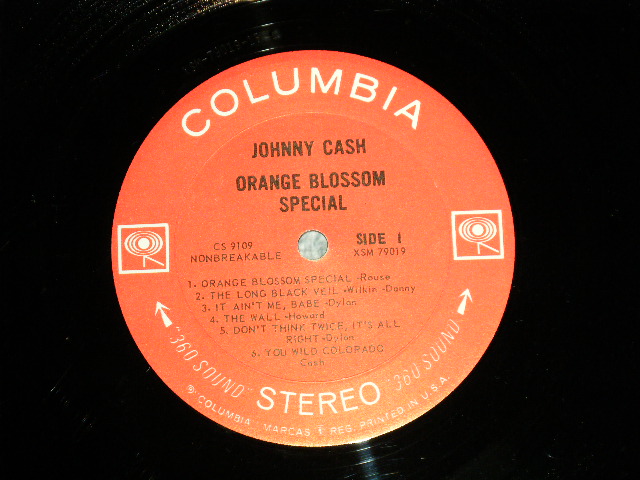 COLUMBIA
JOHNNY CASH
ORANGE BLOSSOM
SPECIAL
CS 9109
NONBREAKABLE
SIDE 1
XSM 79019
1. ORANGE BLOSSOM SPECIAL -Rouse
2. THE LONG BLACK VEIL -Wilkin -Danny
3. IT AIN'T ME, BABE -Dylan
4. THE WALL -Howard
5. DON'T THINK TWICE, IT'S ALL
RIGHT -Dylan
6. YOU WILD COLORADO
Cash
"360 SOUND"
STEREO
"360 SOUND"
℗ COLUMBIA, MARCAS. REG. PRINTED IN U.S.A.